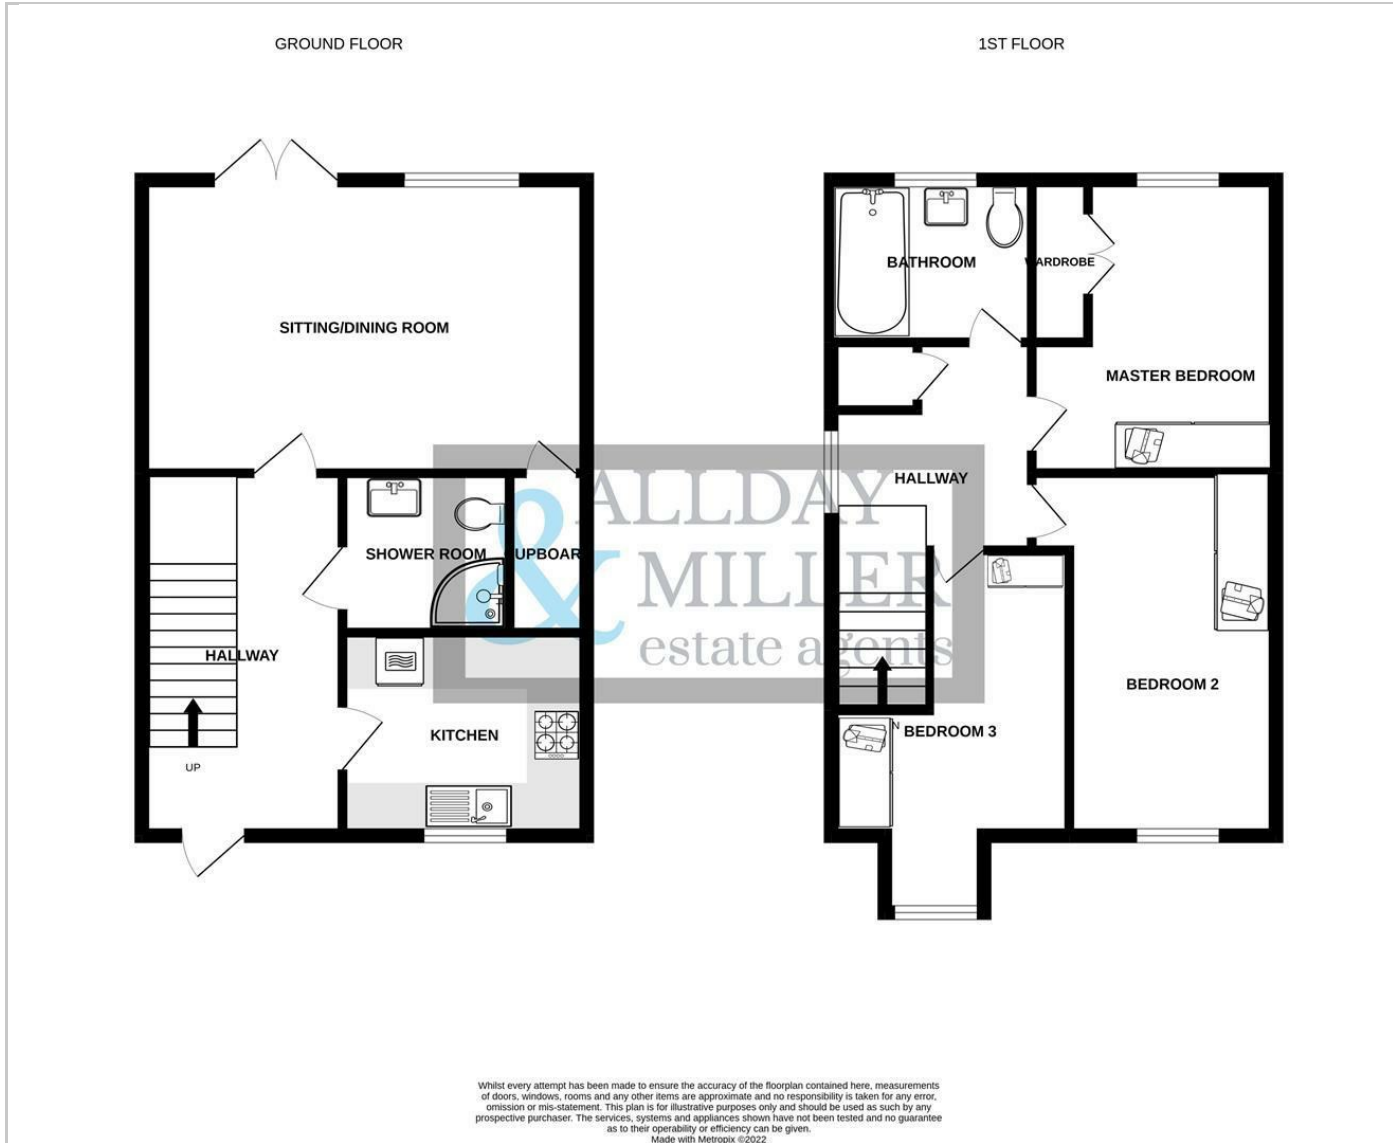 GROUND FLOOR
1ST FLOOR
SITTING/DINING ROOM
SHOWER ROOM
UPBOAR
HALLWAY
UP
KITCHEN
BATHROOM
WARDROBE
MASTER BEDROOM
HALLWAY
N
BEDROOM 3
BEDROOM 2
ALLDAY
& MILLER
estate agents
Whilst every attempt has been made to ensure the accuracy of the floorplan contained here, measurements
of doors, windows, rooms and any other items are approximate and no responsibility is taken for any error,
omission or mis-statement. This plan is for illustrative purposes only and should be used as such by any
prospective purchaser. The services, systems and appliances shown have not been tested and no guarantee
as to their operability or efficiency can be given.
Made with Metropix ©2022